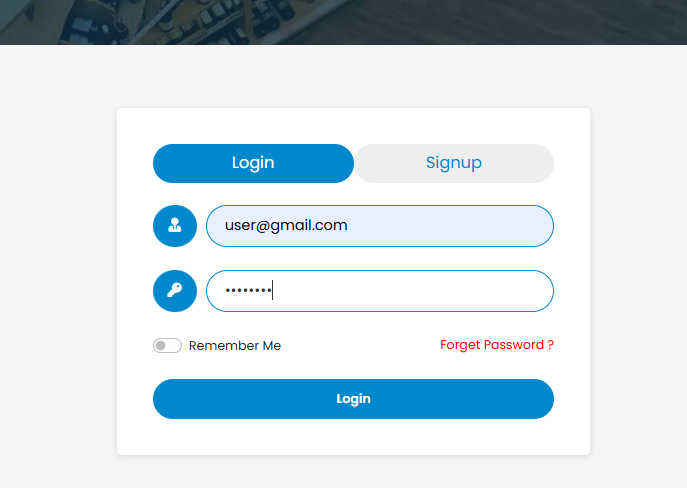 Login
Signup
user@gmail.com
••••••••
Remember Me
Forget Password ?
Login